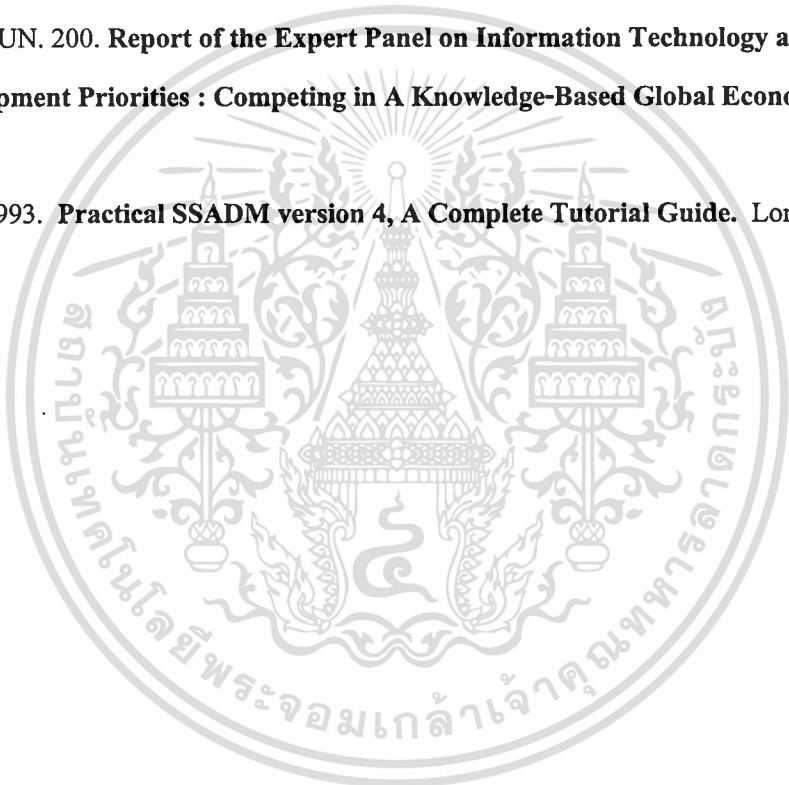 UN. 200. Report of the Expert Panel on Information Technology a
pment Priorities : Competing in A Knowledge-Based Global Econo
993. Practical SSADM version 4, A Complete Tutorial Guide. Lon
สถาบันเทคโนโลยีพระจอมเกล้าเจ้าคุณทหารลาดกระบัง